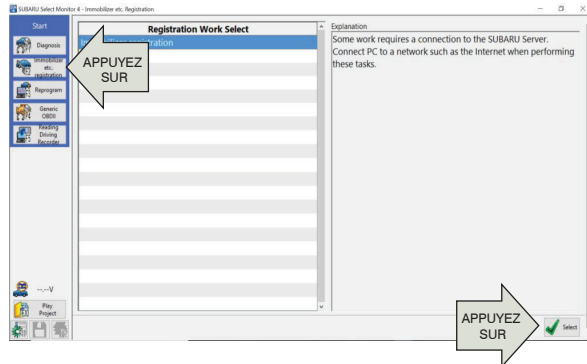 SUBARU Select Monitor 4 - Immobilizer etc. Registration
Start
Diagnosis
Immobilizer
etc.
registration
Reprogram
Generic
OBDII
Reading
Driving
Recorder
--.--V
Play
Project
APPUYEZ
SUR
Registration Work Select
registration
Explanation
Some work requires a connection to the SUBARU Server.
Connect PC to a network such as the Internet when performing
these tasks.
APPUYEZ
SUR
Select